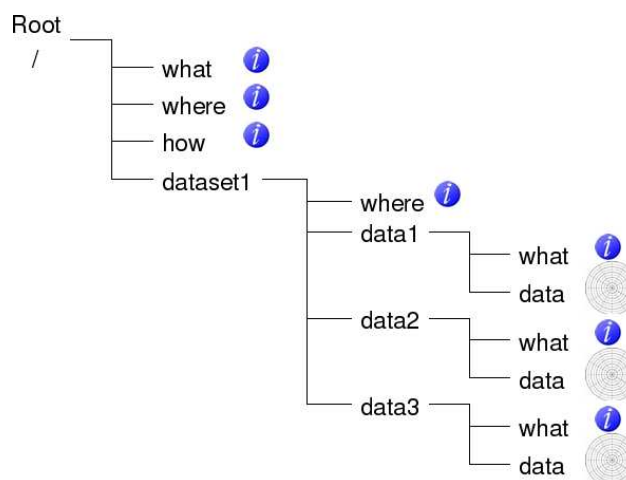 Root
/
what
where
how
dataset1
where
data1
what
data
data2
what
data
data3
what
data